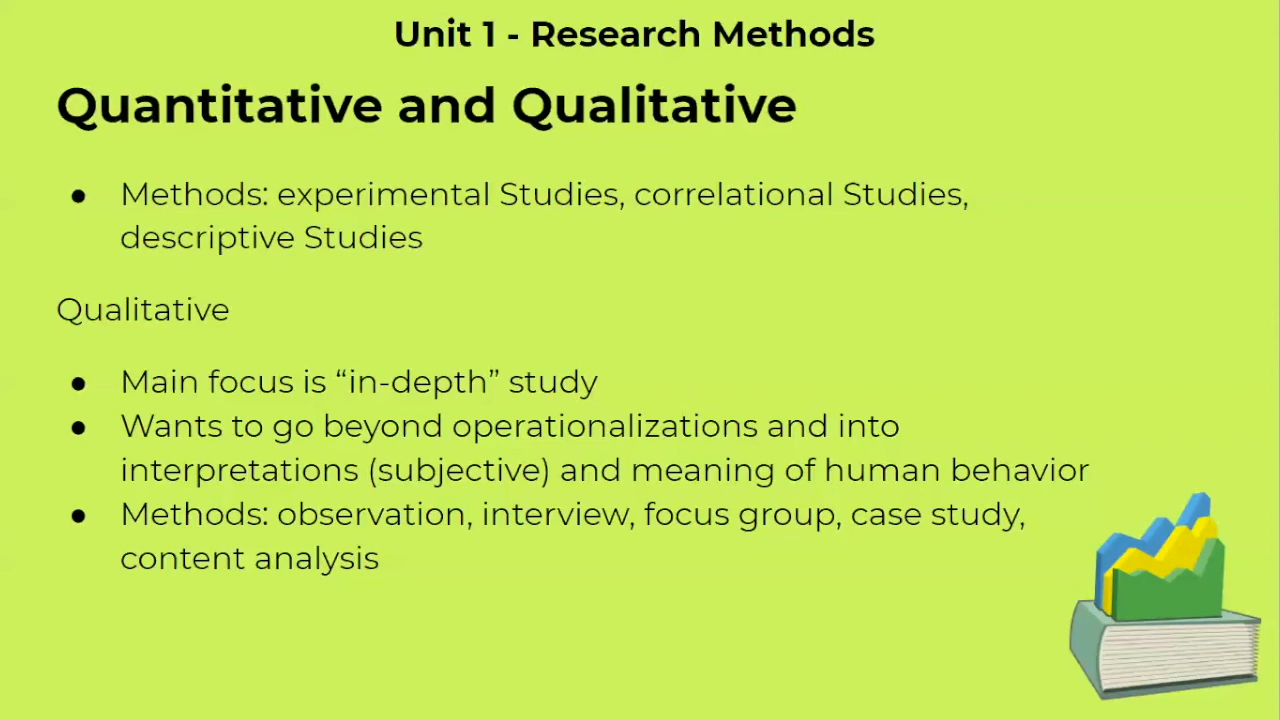 Unit 1 - Research Methods
Quantitative and Qualitative
● Methods: experimental Studies, correlational Studies,
descriptive Studies
Qualitative
● Main focus is “in-depth” study
● Wants to go beyond operationalizations and into
interpretations (subjective) and meaning of human behavior
● Methods: observation, interview, focus group, case study,
content analysis